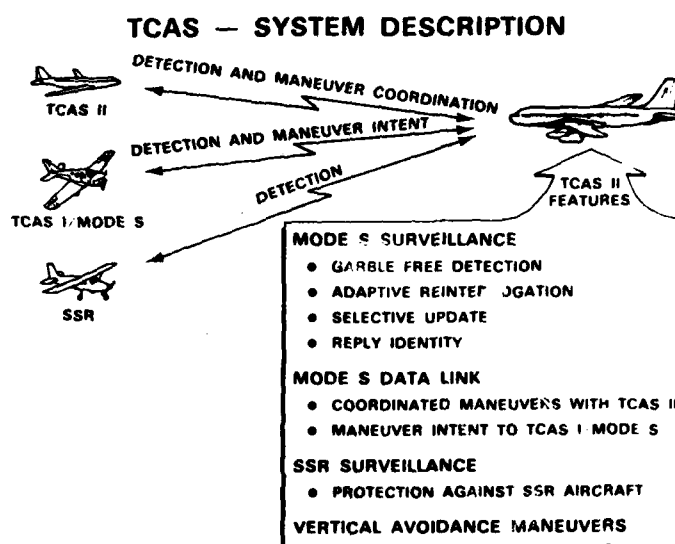 TCAS — SYSTEM DESCRIPTION
DETECTION AND MANEUVER COORDINATION
TCAS II
DETECTION AND MANEUVER INTENT
TCAS I/MODE S
DETECTION
SSR
TCAS II
FEATURES
MODE S SURVEILLANCE
● GARBLE FREE DETECTION
● ADAPTIVE
● SELECTIVE UPDATE
● REPLY IDENTITY
MODE S DATA LINK
● COORDINATED MANEUVERS WITH TCAS II
● MANEUVER INTENT TO TCAS I MODE S
SSR SURVEILLANCE
● PROTECTION AGAINST SSR AIRCRAFT
VERTICAL AVOIDANCE MANEUVERS